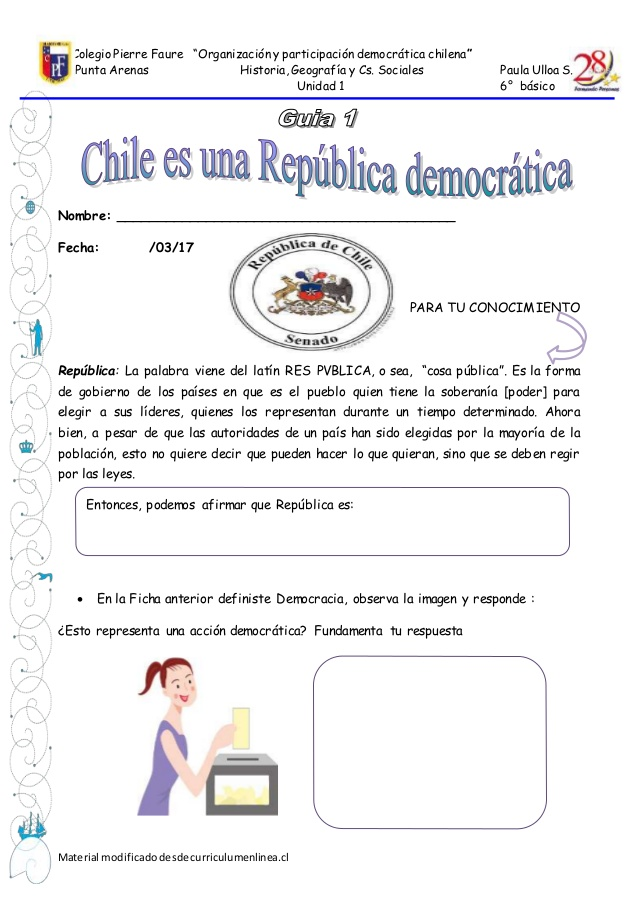 Colegio Pierre Faure "Organización y participación democrática chilena"
Punta Arenas Historia, Geografía y Cs. Sociales Paula Ulloa S.
Unidad 1 6° básico
28
CPF
Guia 1
Chile es una República democrática
Nombre: ________________________________________
Fecha: /03/17
República de Chile
Senado
PARA TU CONOCIMIENTO
República: La palabra viene del latín RES PVBLICA, o sea, "cosa pública". Es la forma
de gobierno de los países en que es el pueblo quien tiene la soberanía [poder] para
elegir a sus líderes, quienes los representan durante un tiempo determinado. Ahora
bien, a pesar de que las autoridades de un país han sido elegidas por la mayoría de la
población, esto no quiere decir que pueden hacer lo que quieran, sino que se deben regir
por las leyes.
Entonces, podemos afirmar que República es:
• En la Ficha anterior definiste Democracia, observa la imagen y responde :
¿Esto representa una acción democrática? Fundamenta tu respuesta
Material modificado desde curriculumenlinea.cl